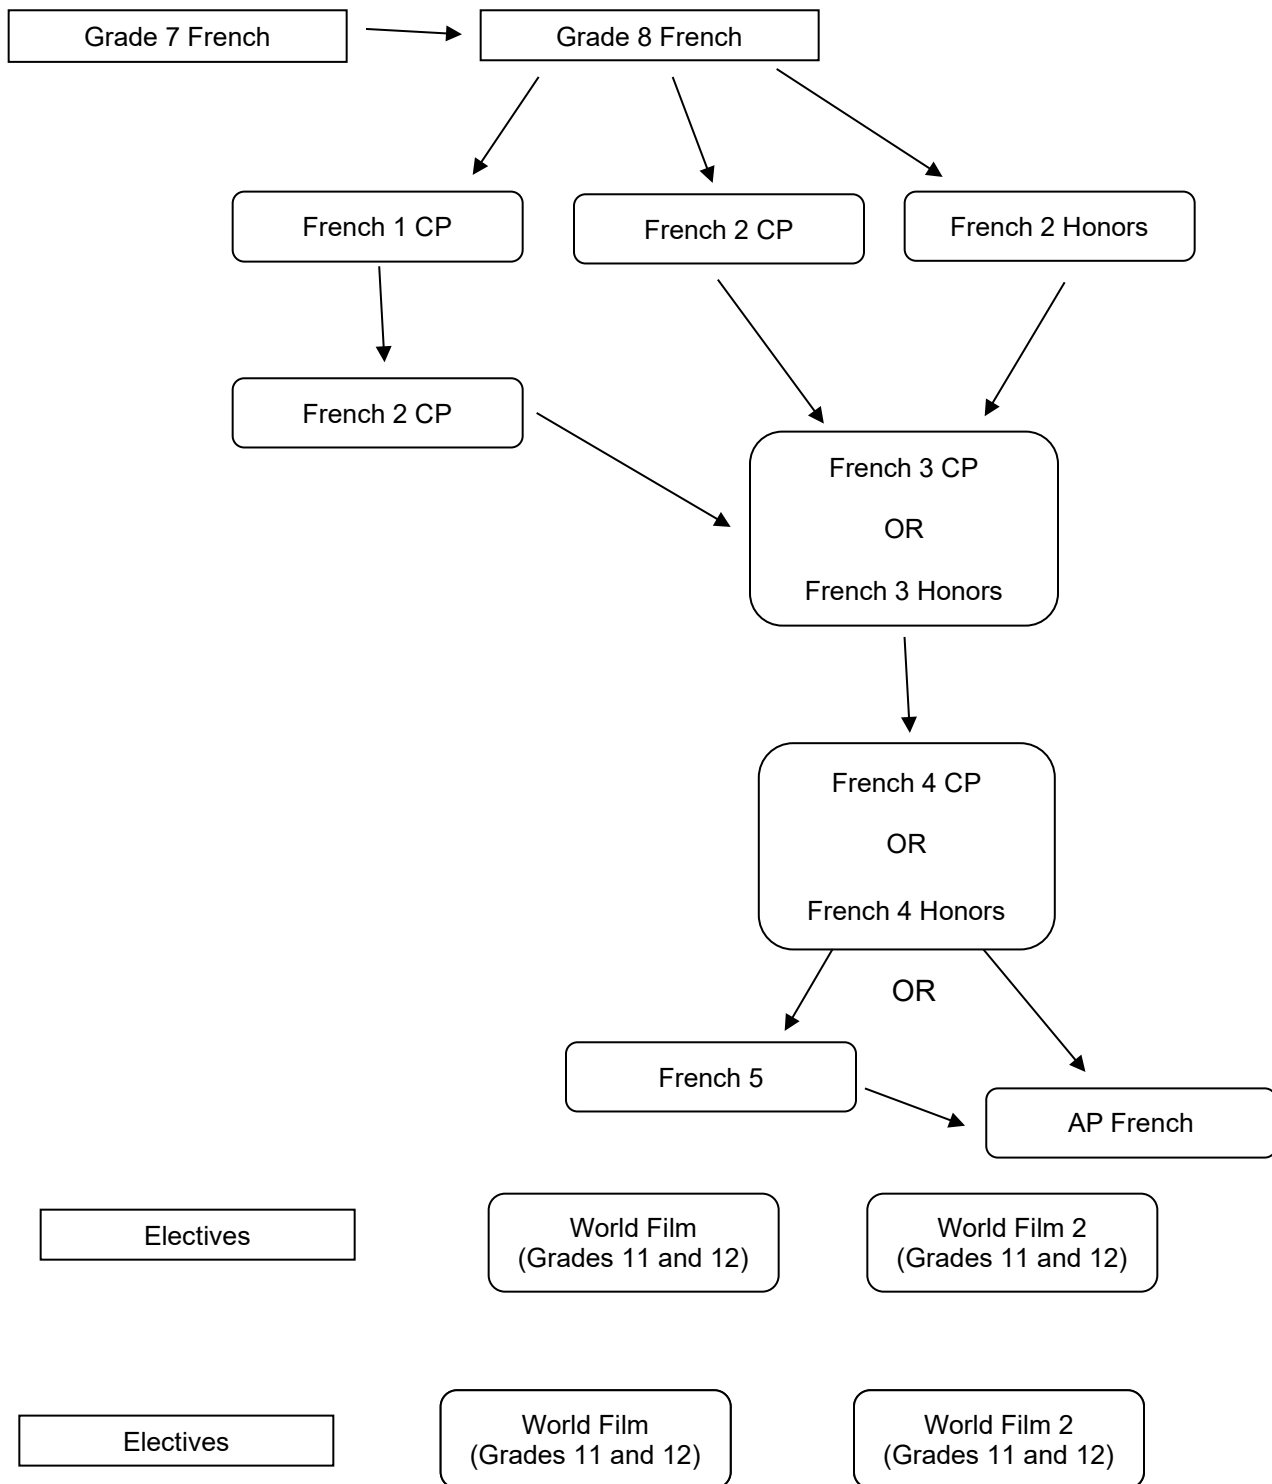 Grade 7 French
Grade 8 French
French 1 CP
French 2 CP
French 2 Honors
French 2 CP
French 3 CP
OR
French 3 Honors
French 4 CP
OR
French 4 Honors
OR
French 5
AP French
Electives
World Film
(Grades 11 and 12)
World Film 2
(Grades 11 and 12)
Electives
World Film
(Grades 11 and 12)
World Film 2
(Grades 11 and 12)